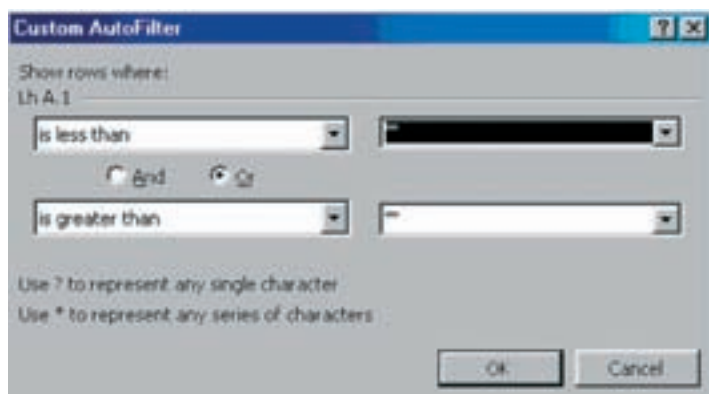 Custom AutoFilter
Show rows where:
Lh A.1
is less than ""
And Or
is greater than ""
Use ? to represent any single character
Use * to represent any series of characters
OK Cancel